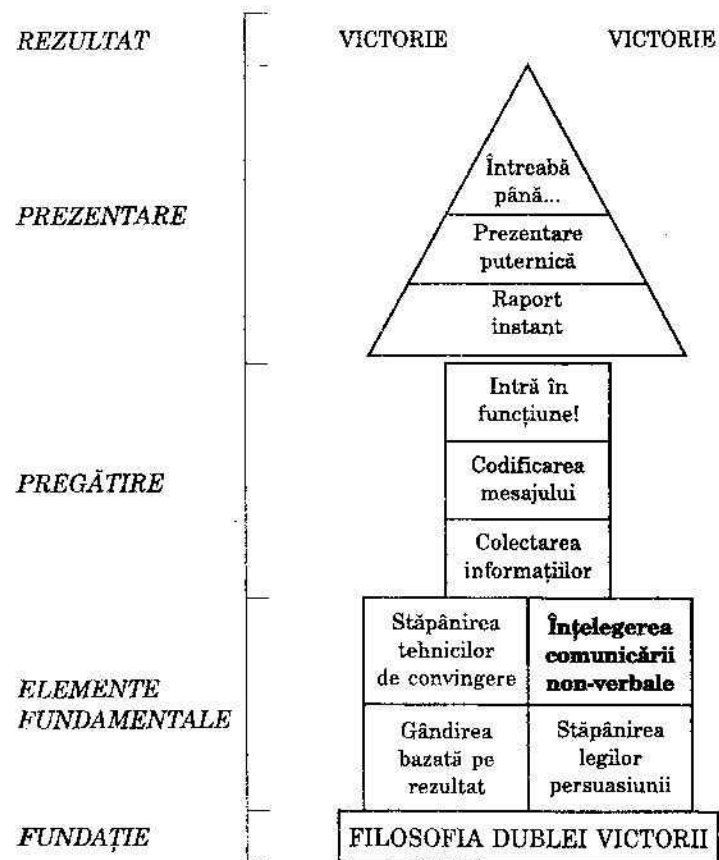 REZULTAT
VICTORIE VICTORIE
PREZENTARE
Întreabă
până...
Prezentare
puternică
Raport
instant
PREGĂTIRE
Intră în
funcțiune!
Codificarea
mesajului
Colectarea
informațiilor
ELEMENTE
FUNDAMENTALE
Stăpânirea
tehnicilor
de convingere
Înțelegerea
comunicării
non-verbale
Gândirea
bazată pe
rezultat
Stăpânirea
legilor
persuasiunii
FUNDAȚIE
FILOSOFIA DUBLEI VICTORII